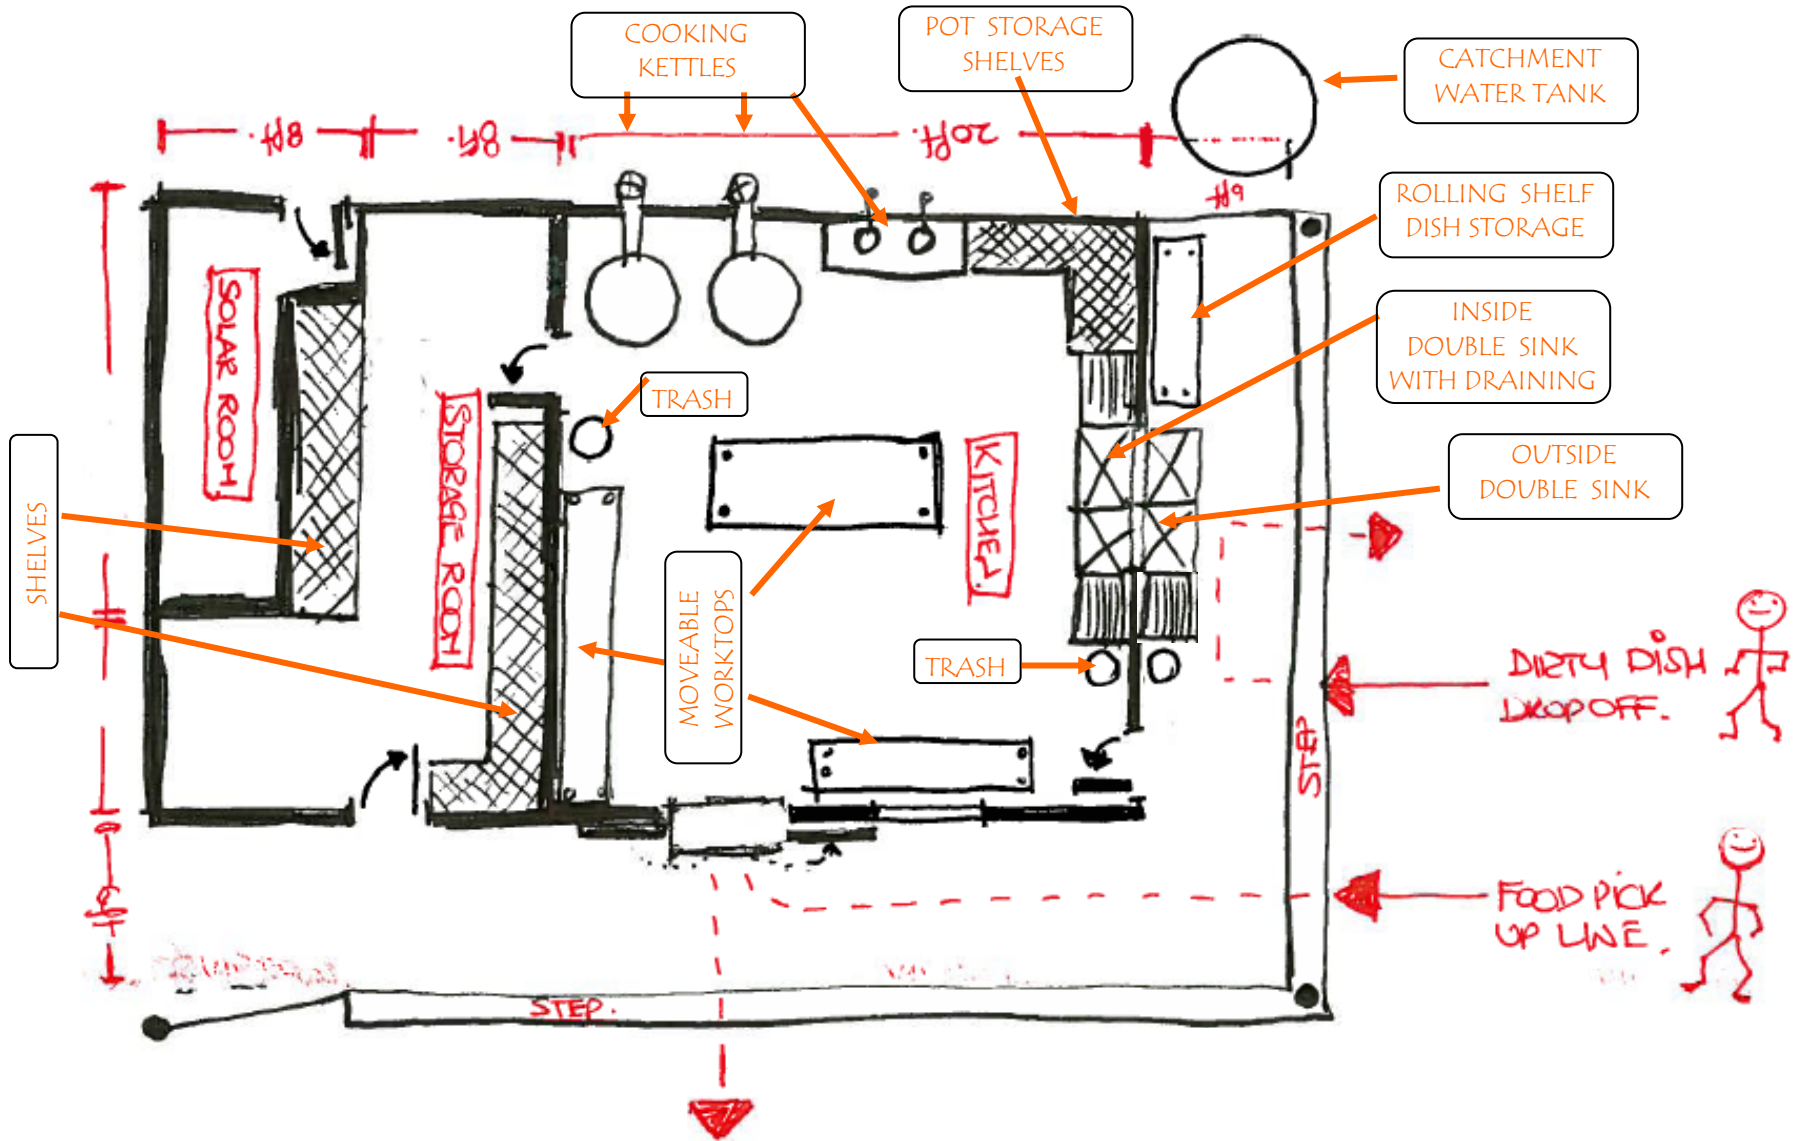 COOKING
KETTLES
POT STORAGE
SHELVES
CATCHMENT
WATER TANK
8ft.
8ft.
20ft.
6ft
ROLLING SHELF
DISH STORAGE
INSIDE
DOUBLE SINK
WITH DRAINING
OUTSIDE
DOUBLE SINK
SOLAR ROOM
STORAGE ROOM
KITCHEN.
TRASH
SHELVES
MOVEABLE
WORKTOPS
TRASH
DIRTY DISH
DROP OFF.
STEP
FOOD PICK
UP LINE.
6ft
STEP.